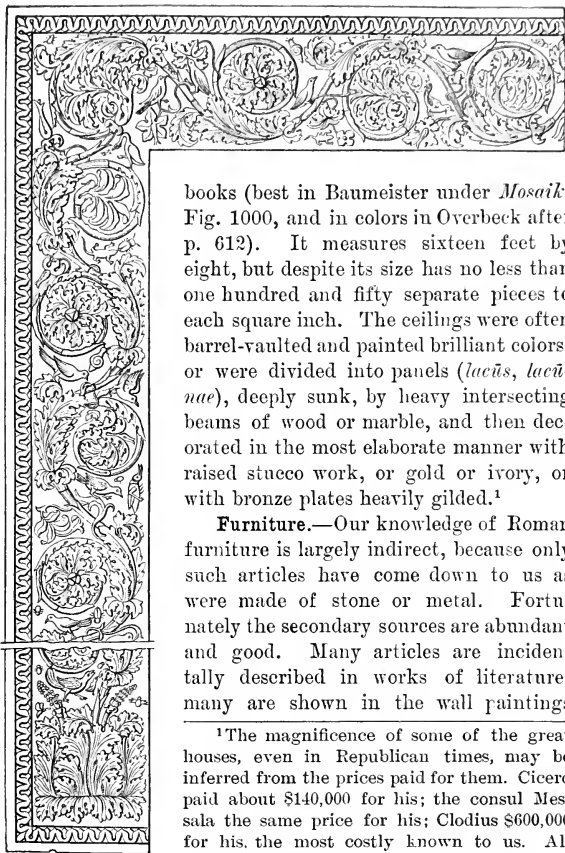 books (best in Baumeister under Mosaik
Fig. 1000, and in colors in Overbeck afte
p. 612). It measures sixteen feet by
eight, but despite its size has no less than
one hundred and fifty separate pieces to
each square inch. The ceilings were often
barrel-vaulted and painted brilliant colors
or were divided into panels (lacūs, lacū
nae), deeply sunk, by heavy intersecting
beams of wood or marble, and then dec
orated in the most elaborate manner with
raised stucco work, or gold or ivory, or
with bronze plates heavily gilded.¹
Furniture.—Our knowledge of Roman
furniture is largely indirect, because only
such articles have come down to us as
were made of stone or metal. Fortu
nately the secondary sources are abundant
and good. Many articles are inciden
tally described in works of literature
many are shown in the wall paintings
¹The magnificence of some of the great
houses, even in Republican times, may be
inferred from the prices paid for them. Cicero
paid about $140,000 for his; the consul Mes
sala the same price for his; Clodius $600,000
for his, the most costly known to us. Al